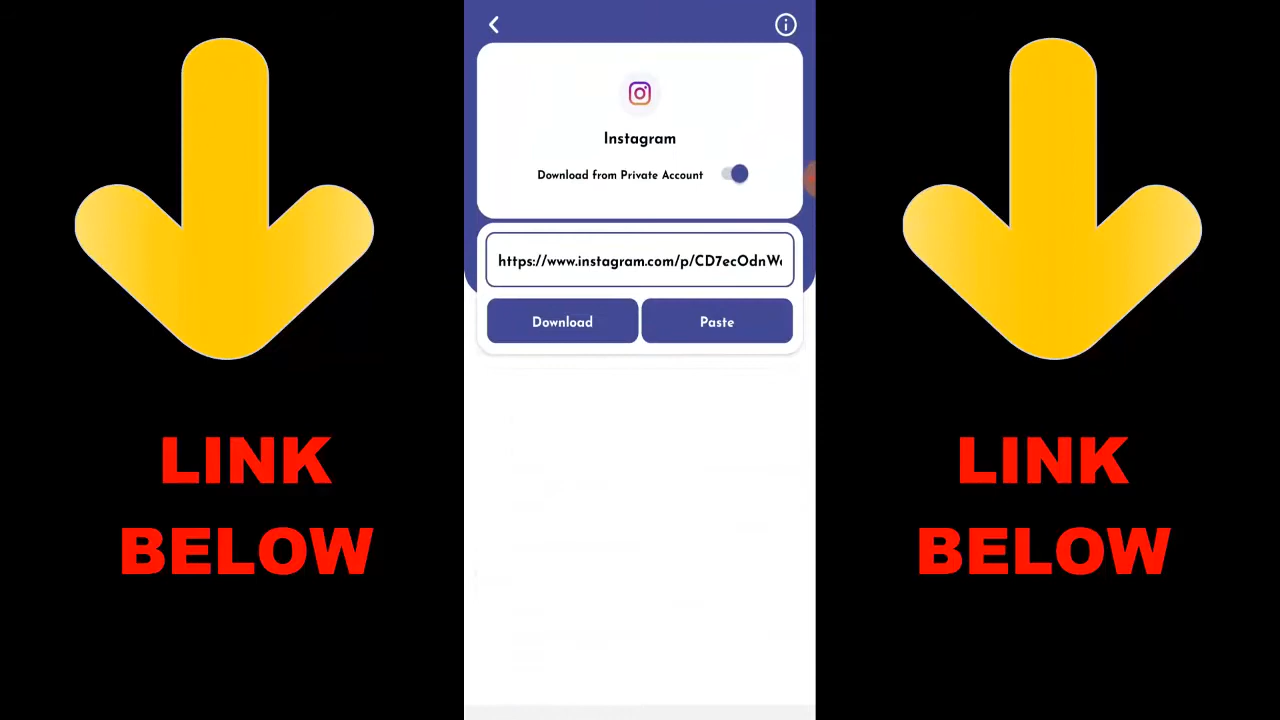 Instagram
Download from Private Account
https://www.instagram.com/p/CD7ecOdnW
Download
Paste
LINK
BELOW
LINK
BELOW